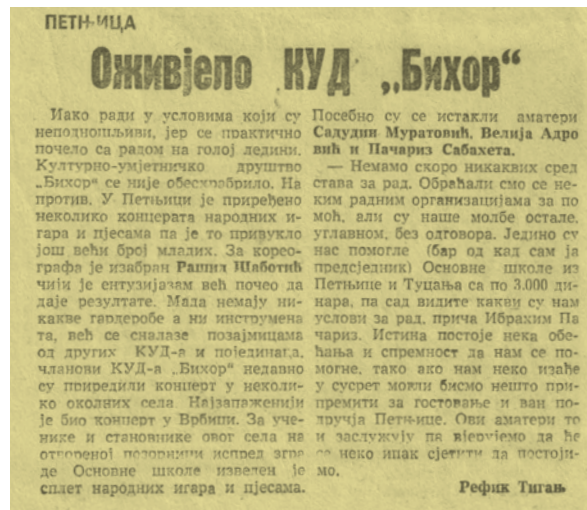 ПЕТЊИЦА
Оживјело КУД „Бихор“
Иако ради у условима који су
неподношљиви, јер се практично
почело са радом на голој ледини.
Културно-умјетничко друштво
„Бихор“ се није обесхрабрило. На
против. У Петњици је приређено
неколико концерата народних и-
гара и пјесама па је то привукло
још већи број младих. За корео-
графа је изабран Рашид Шаботић
чији је ентузијазам већ почео да
даје резултате. Мада немају ни-
какве гардеробе а ни инструмена
та, већ се сналазе позајмицама
од других КУД-а и појединаца,
чланови КУД-а „Бихор“ недавно
су приредили концерт у неколи-
ко околних села. Најзапаженији
је био концерт у Врбици. За уче-
нике и становнике овог села на
отвореној позорници испред згра
де Основне школе изведен је
сплет народних игара и пјесама.
Посебно су се истакли аматери
Садудин Муратовић, Велија Адро
вић и Пачариз Сабахета.
— Немамо скоро никаквих сред
става за рад. Обраћали смо се не-
ким радним организацијама за по
моћ, али су наше молбе остале,
углавном, без одговора. Једино су
нас помогле (бар од кад сам ја
предсједник) Основне школе из
Петњице и Туцања са по 3.000 ди-
нара, па сад видите какви су нам
услови за рад, прича Ибрахим Па
чариз. Истина постоје нека обе-
ћања и спремност да нам се по-
могне, тако ако нам неко изађе
у сусрет могли бисмо нешто при-
премити за гостовање и ван по-
дручја Петњице. Ови аматери то
и заслужују па вјерујемо да ће
се неко ипак сјетити да постоји-
мо.
Рефик Тигањ